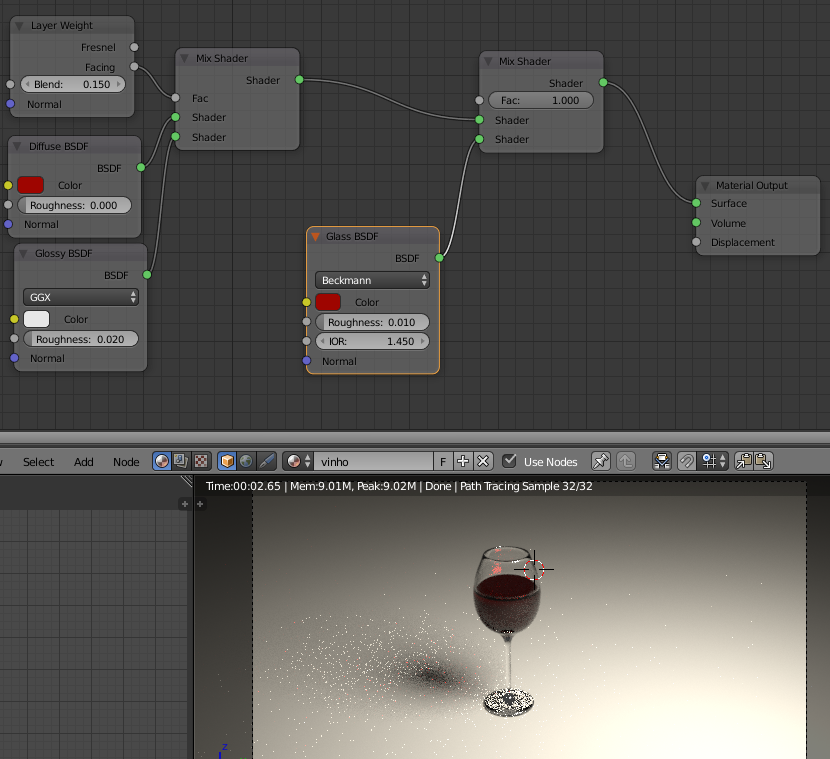 Layer Weight
Fresnel
Facing
Blend: 0.150
Normal
Mix Shader
Shader
Fac
Shader
Shader
Mix Shader
Shader
Fac: 1.000
Shader
Shader
Diffuse BSDF
BSDF
Color
Roughness: 0.000
Normal
Material Output
Surface
Volume
Displacement
Glossy BSDF
BSDF
GGX
Color
Roughness: 0.020
Normal
Glass BSDF
BSDF
Beckmann
Color
Roughness: 0.010
IOR: 1.450
Normal
Select Add Node vinho F Use Nodes
Time:00:02.65 | Mem:9.01M, Peak:9.02M | Done | Path Tracing Sample 32/32
z